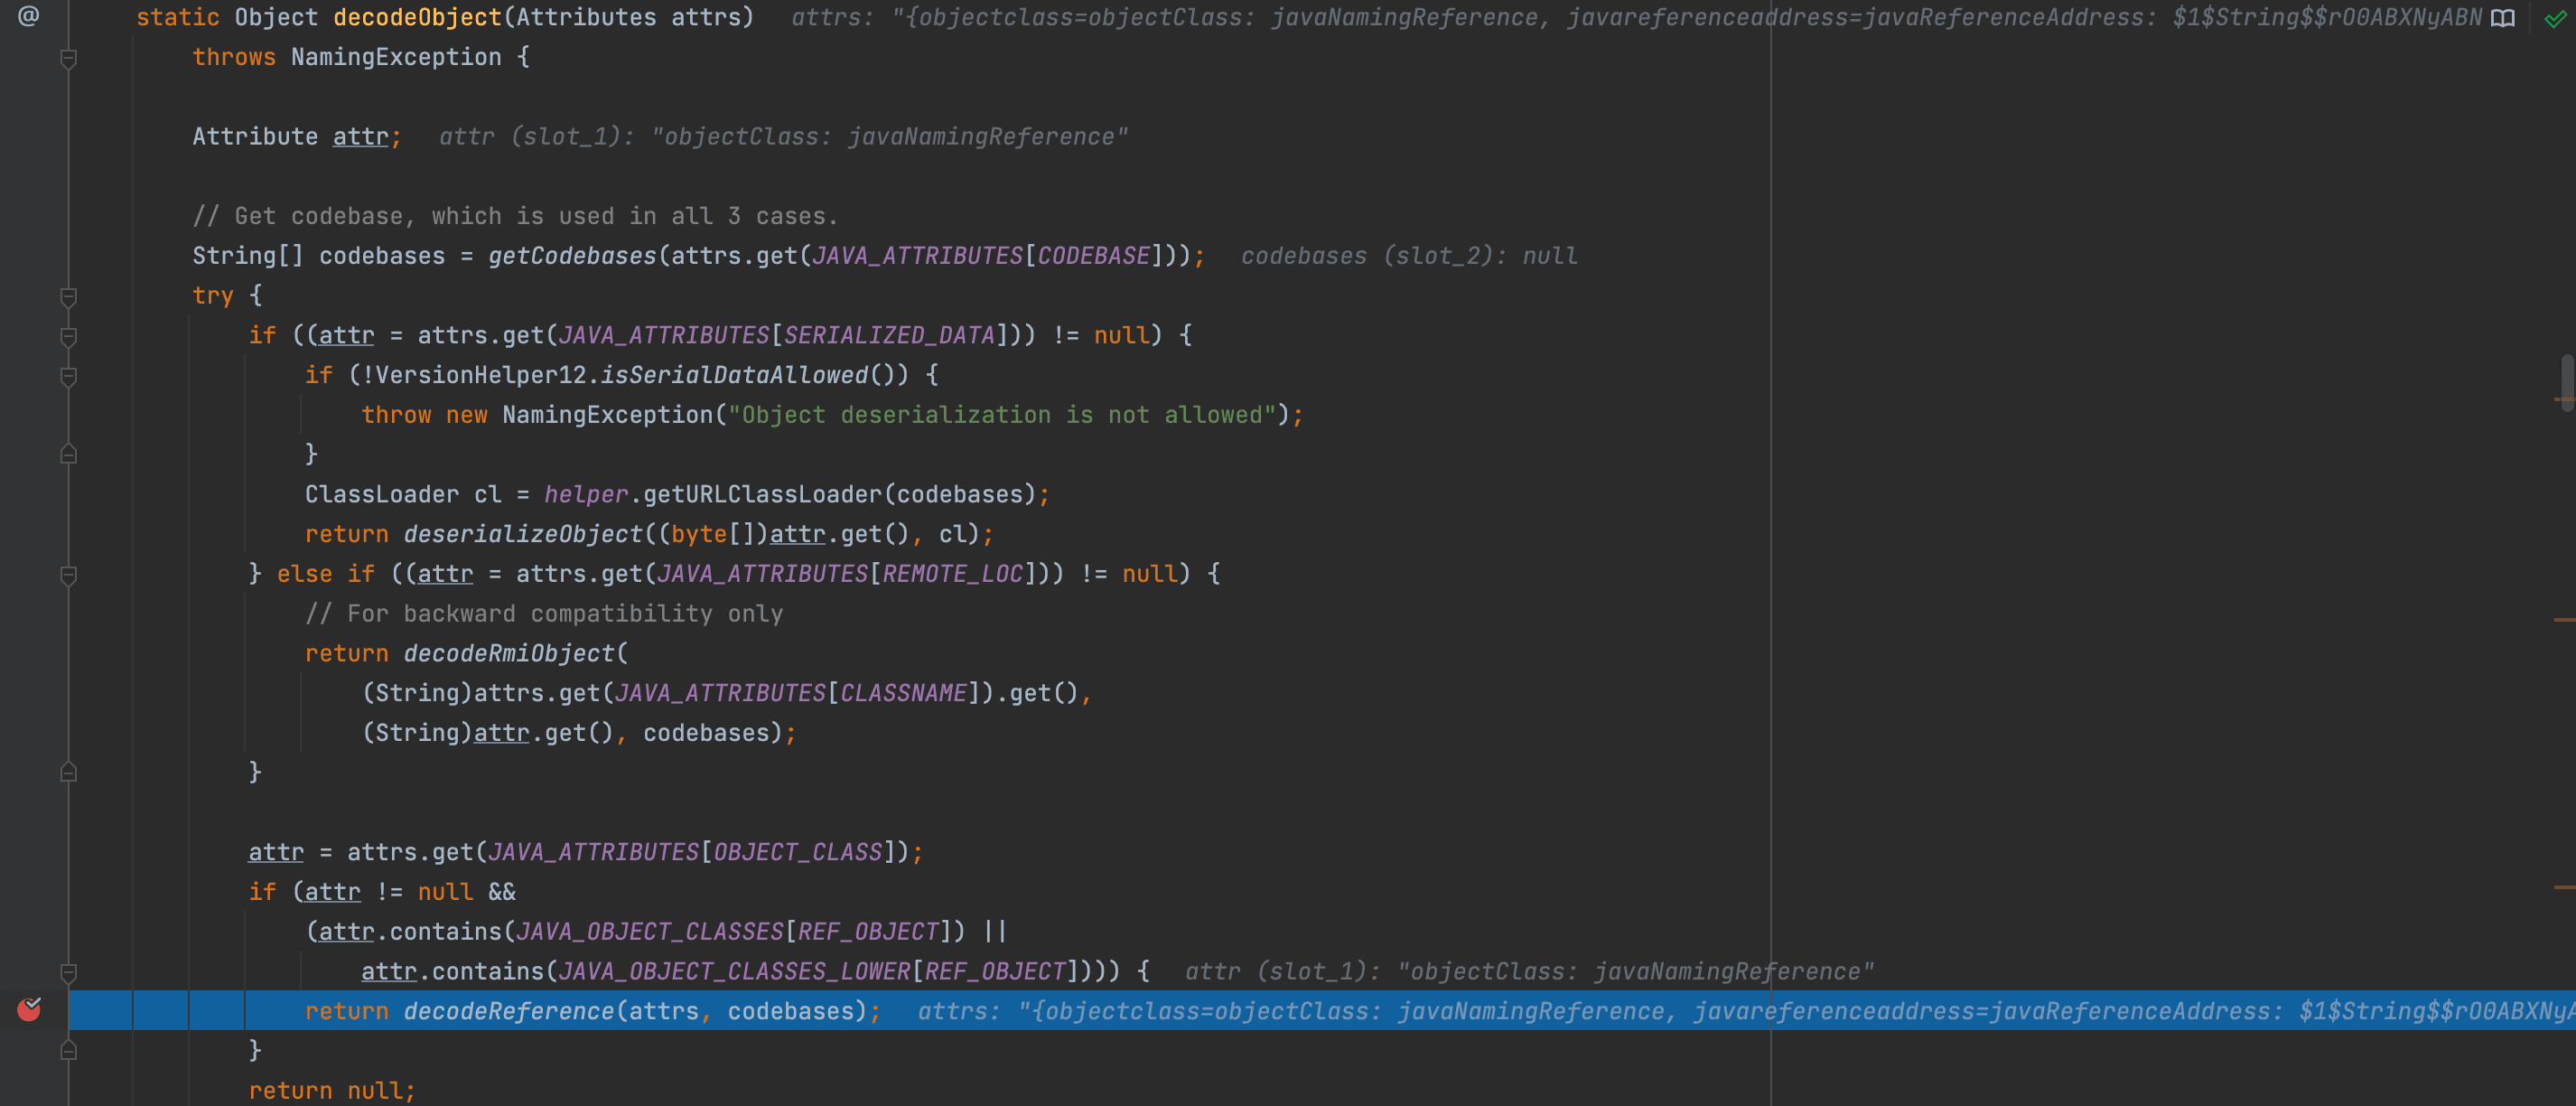 @ static Object decodeObject(Attributes attrs)   attrs: "{objectclass=objectClass: javaNamingReference, javareferenceaddress=javaReferenceAddress: $1$String$$rO0ABXNyABN
throws NamingException {
Attribute attr;   attr (slot_1): "objectClass: javaNamingReference"
// Get codebase, which is used in all 3 cases.
String[] codebases = getCodebases(attrs.get(JAVA_ATTRIBUTES[CODEBASE]));   codebases (slot_2): null
try {
if ((attr = attrs.get(JAVA_ATTRIBUTES[SERIALIZED_DATA])) != null) {
if (!VersionHelper12.isSerialDataAllowed()) {
throw new NamingException("Object deserialization is not allowed");
}
ClassLoader cl = helper.getURLClassLoader(codebases);
return deserializeObject((byte[])attr.get(), cl);
} else if ((attr = attrs.get(JAVA_ATTRIBUTES[REMOTE_LOC])) != null) {
// For backward compatibility only
return decodeRmiObject(
(String)attrs.get(JAVA_ATTRIBUTES[CLASSNAME]).get(),
(String)attr.get(), codebases);
}
attr = attrs.get(JAVA_ATTRIBUTES[OBJECT_CLASS]);
if (attr != null &&
(attr.contains(JAVA_OBJECT_CLASSES[REF_OBJECT]) ||
attr.contains(JAVA_OBJECT_CLASSES_LOWER[REF_OBJECT]))) {   attr (slot_1): "objectClass: javaNamingReference"
return decodeReference(attrs, codebases);   attrs: "{objectclass=objectClass: javaNamingReference, javareferenceaddress=javaReferenceAddress: $1$String$$rO0ABXNyA
}
return null;